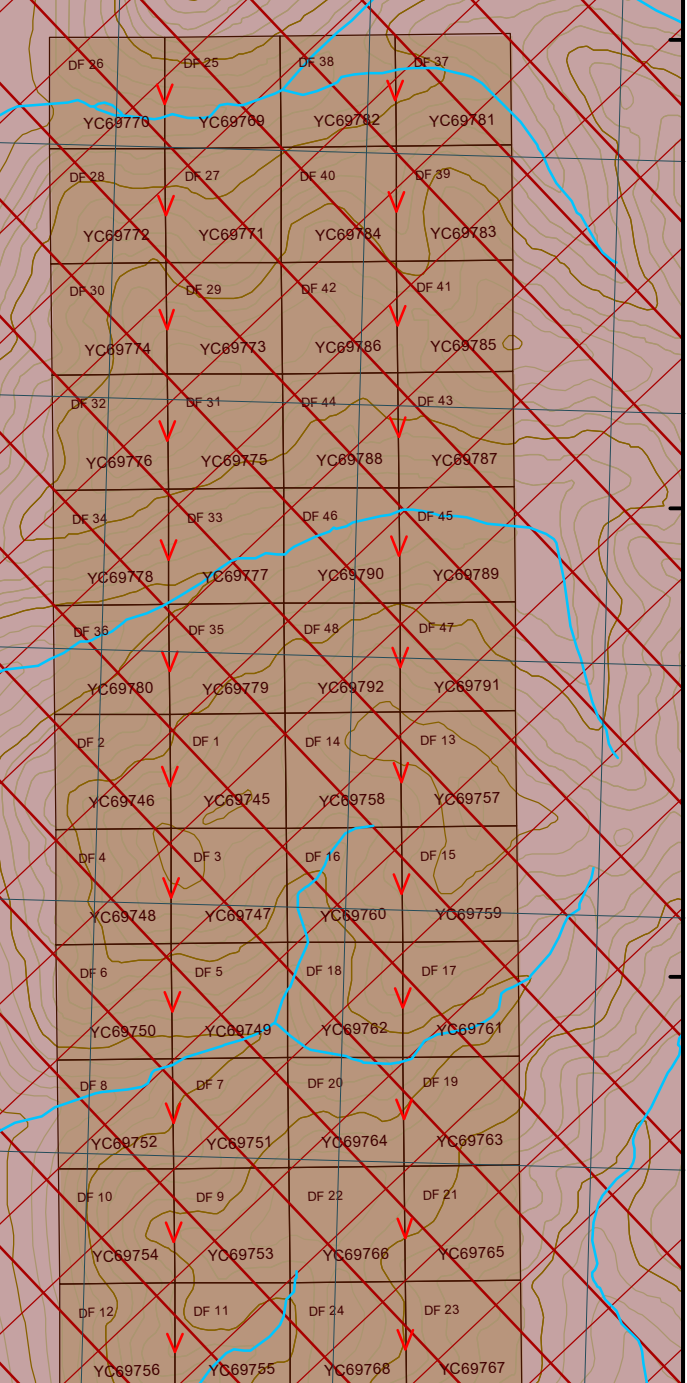 DF 26 DF 25 DF 38 DF 37
YC69770 YC69769 YC69782 YC69781
DF 28 DF 27 DF 40 DF 39
YC69772 YC69771 YC69784 YC69783
DF 30 DF 29 DF 42 DF 41
YC69774 YC69773 YC69786 YC69785
DF 32 DF 31 DF 44 DF 43
YC69776 YC69775 YC69788 YC69787
DF 34 DF 33 DF 46 DF 45
YC69778 YC69777 YC69790 YC69789
DF 36 DF 35 DF 48 DF 47
YC69780 YC69779 YC69792 YC69791
DF 2 DF 1 DF 14 DF 13
YC69746 YC69745 YC69758 YC69757
DF 4 DF 3 DF 16 DF 15
YC69748 YC69747 YC69760 YC69759
DF 6 DF 5 DF 18 DF 17
YC69750 YC69749 YC69762 YC69761
DF 8 DF 7 DF 20 DF 19
YC69752 YC69751 YC69764 YC69763
DF 10 DF 9 DF 22 DF 21
YC69754 YC69753 YC69766 YC69765
DF 12 DF 11 DF 24 DF 23
YC69756 YC69755 YC69768 YC69767